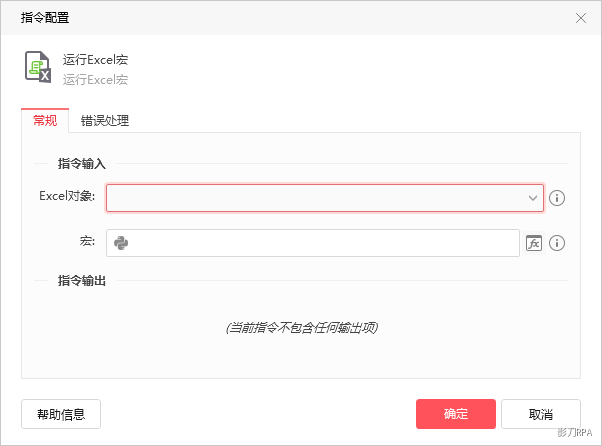 指令配置
运行Excel宏
运行Excel宏
常规 错误处理
指令输入
Excel对象:
宏:
fx
指令输出
(当前指令不包含任何输出项)
帮助信息 确定 取消
影刀RPA